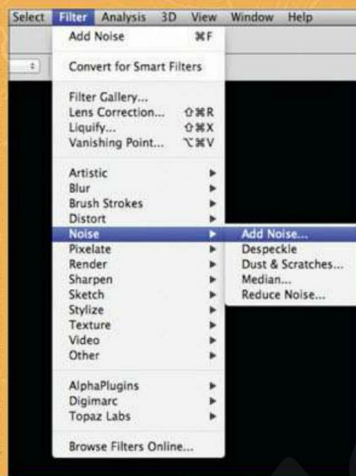 Select Filter Analysis 3D View Window Help
Add Noise ⌘F
Convert for Smart Filters
Filter Gallery...
Lens Correction... ⇧⌘R
Liquify... ⇧⌘X
Vanishing Point... ⌥⌘V
Artistic
Blur
Brush Strokes
Distort
Noise
Pixelate
Render
Sharpen
Sketch
Stylize
Texture
Video
Other
AlphaPlugins
Digimarc
Topaz Labs
Browse Filters Online...
Add Noise...
Despeckle
Dust & Scratches...
Median...
Reduce Noise...